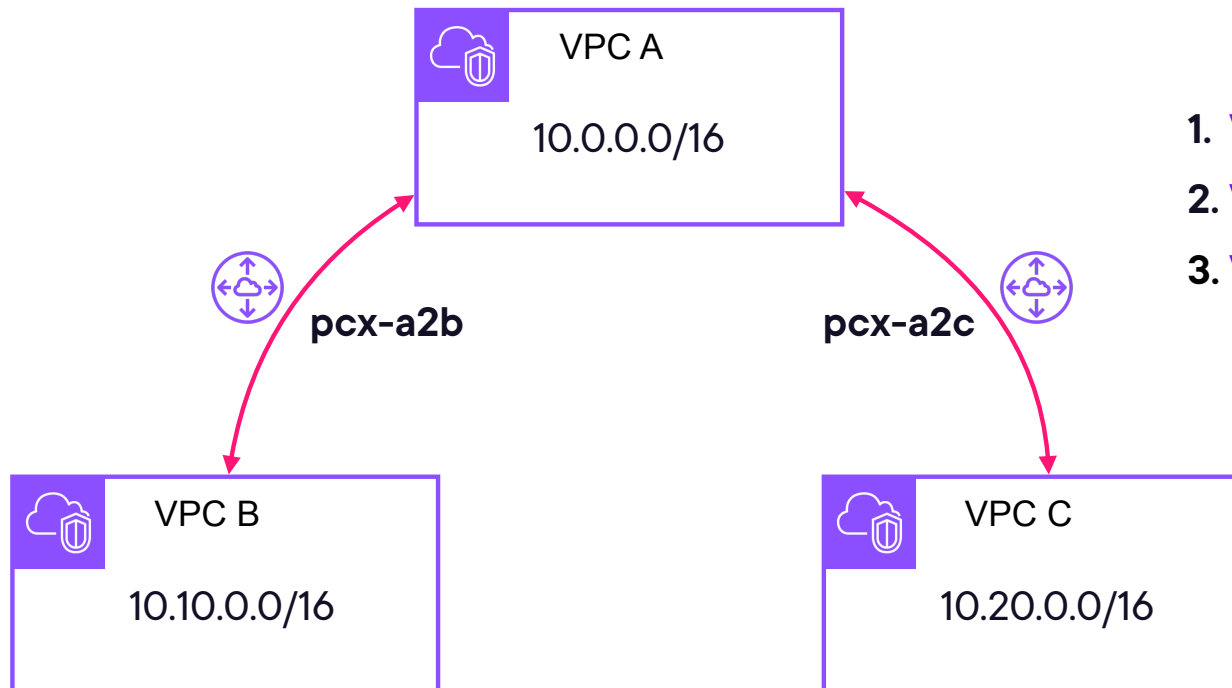 VPC A
10.0.0.0/16
1.
2.
3.
pcx-a2b
pcx-a2c
VPC B
10.10.0.0/16
VPC C
10.20.0.0/16